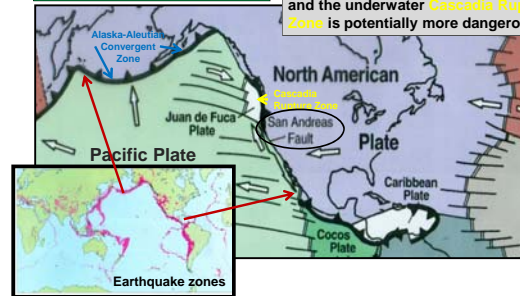 and the underwater Cascadia Rupture
Zone is potentially more dangerous
Alaska-Aleutian
Convergent
Zone
North American
Plate
Cascadia
Rupture Zone
Juan de Fuca
Plate
San Andreas
Fault
Pacific Plate
Caribbean
Plate
Cocos
Plate
Earthquake zones